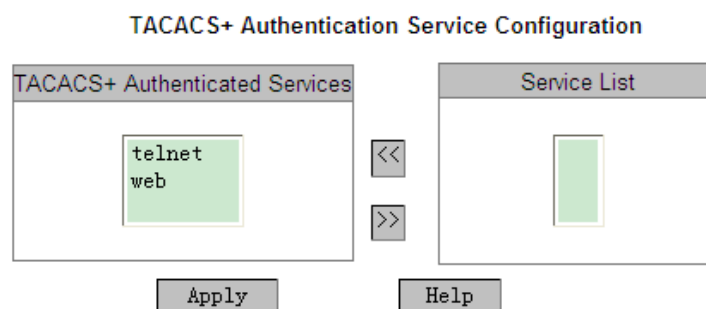 TACACS+ Authentication Service Configuration
TACACS+ Authenticated Services
Service List
telnet
web
<<
>>
Apply
Help